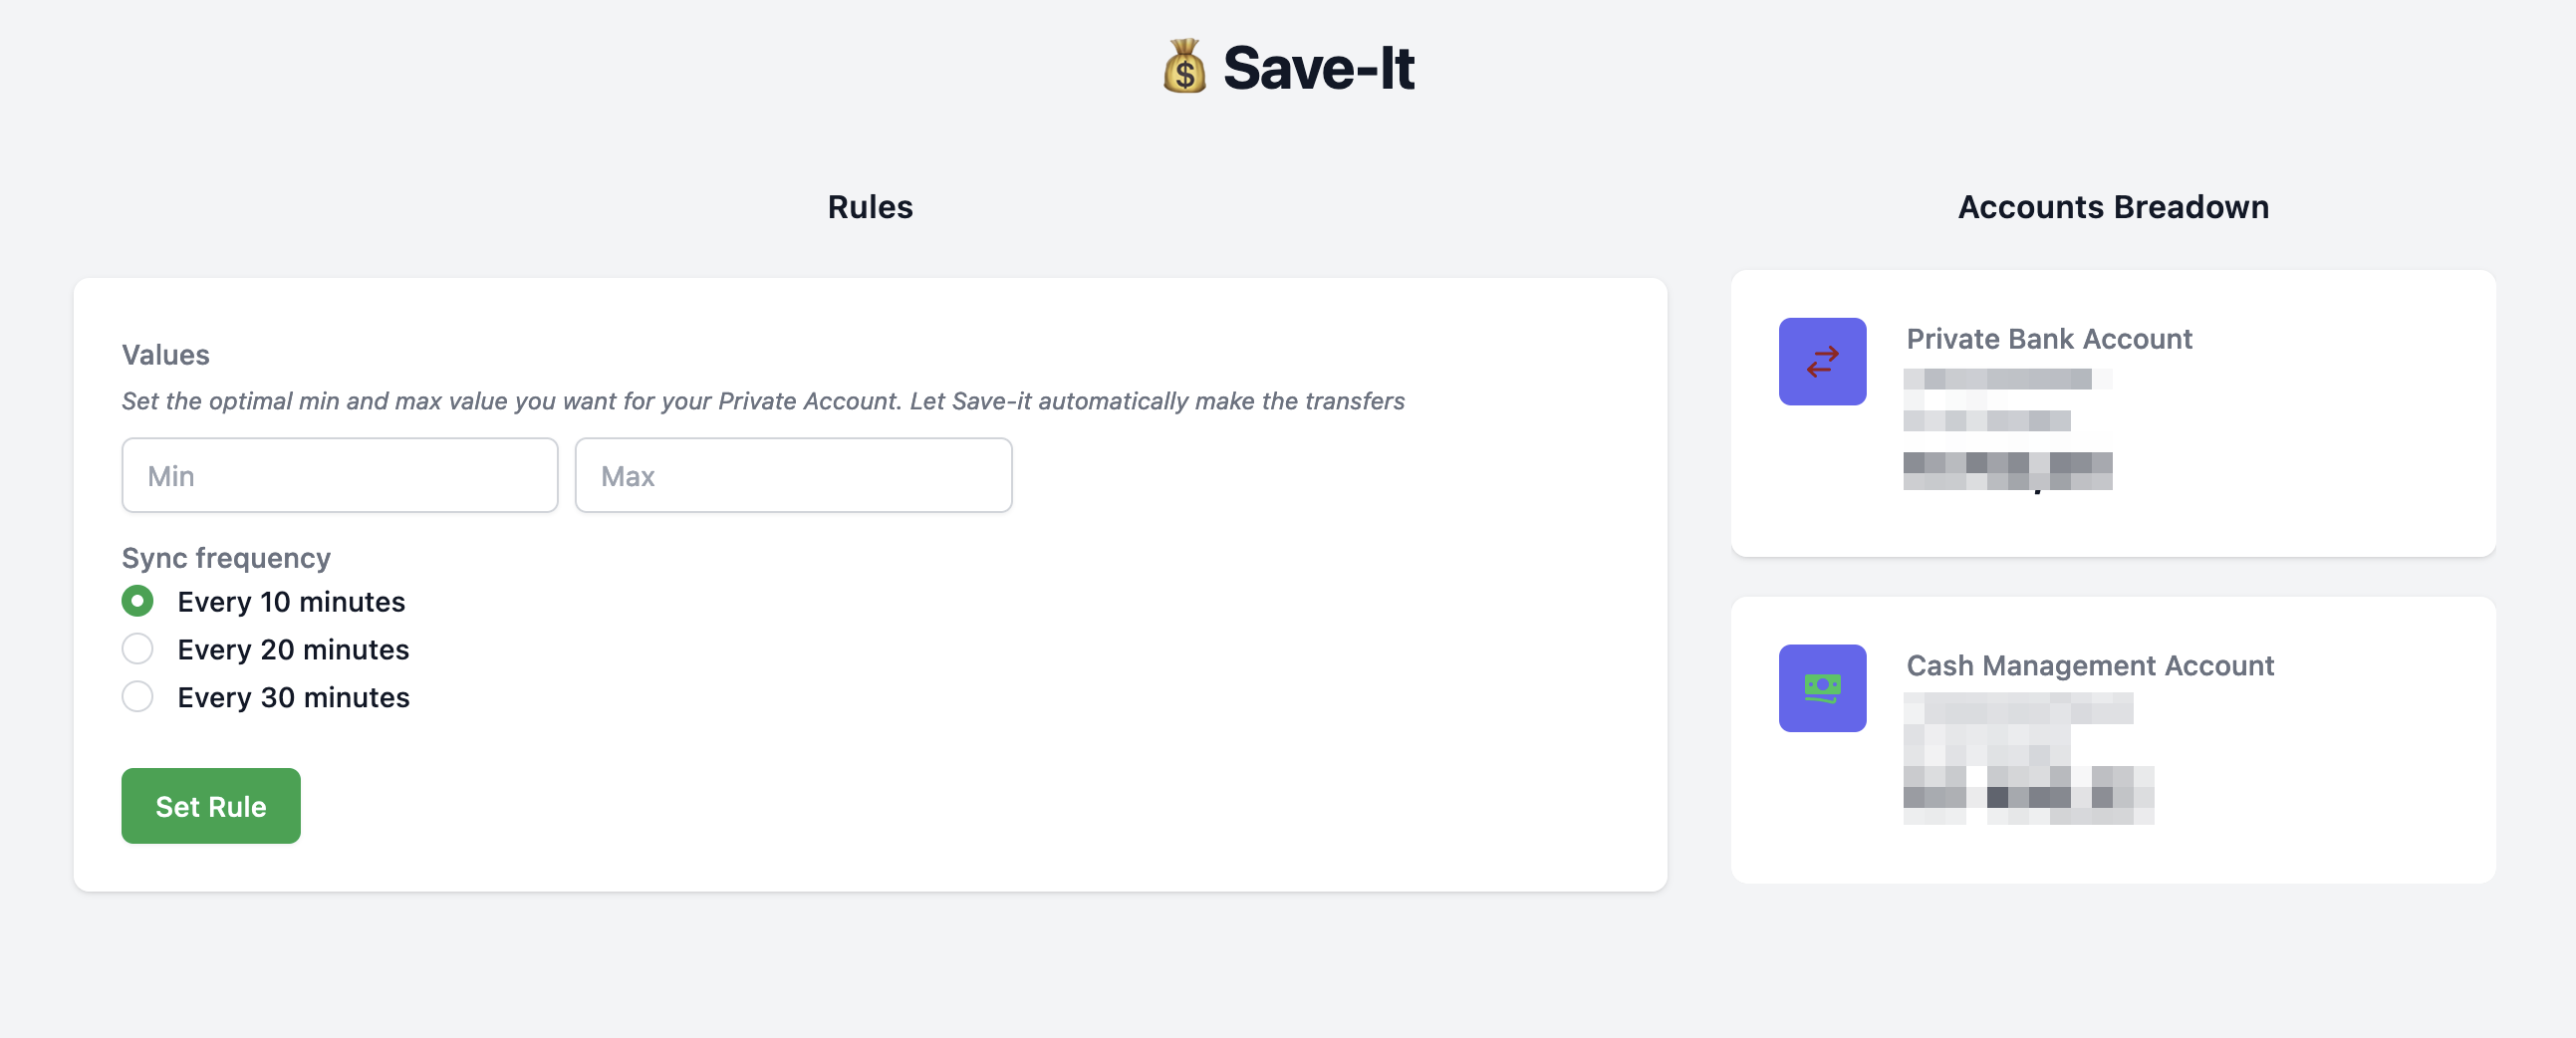 Save-It
Rules
Values
Set the optimal min and max value you want for your Private Account. Let Save-it automatically make the transfers
Min
Max
Sync frequency
Every 10 minutes
Every 20 minutes
Every 30 minutes
Set Rule
Accounts Breadown
Private Bank Account
Cash Management Account